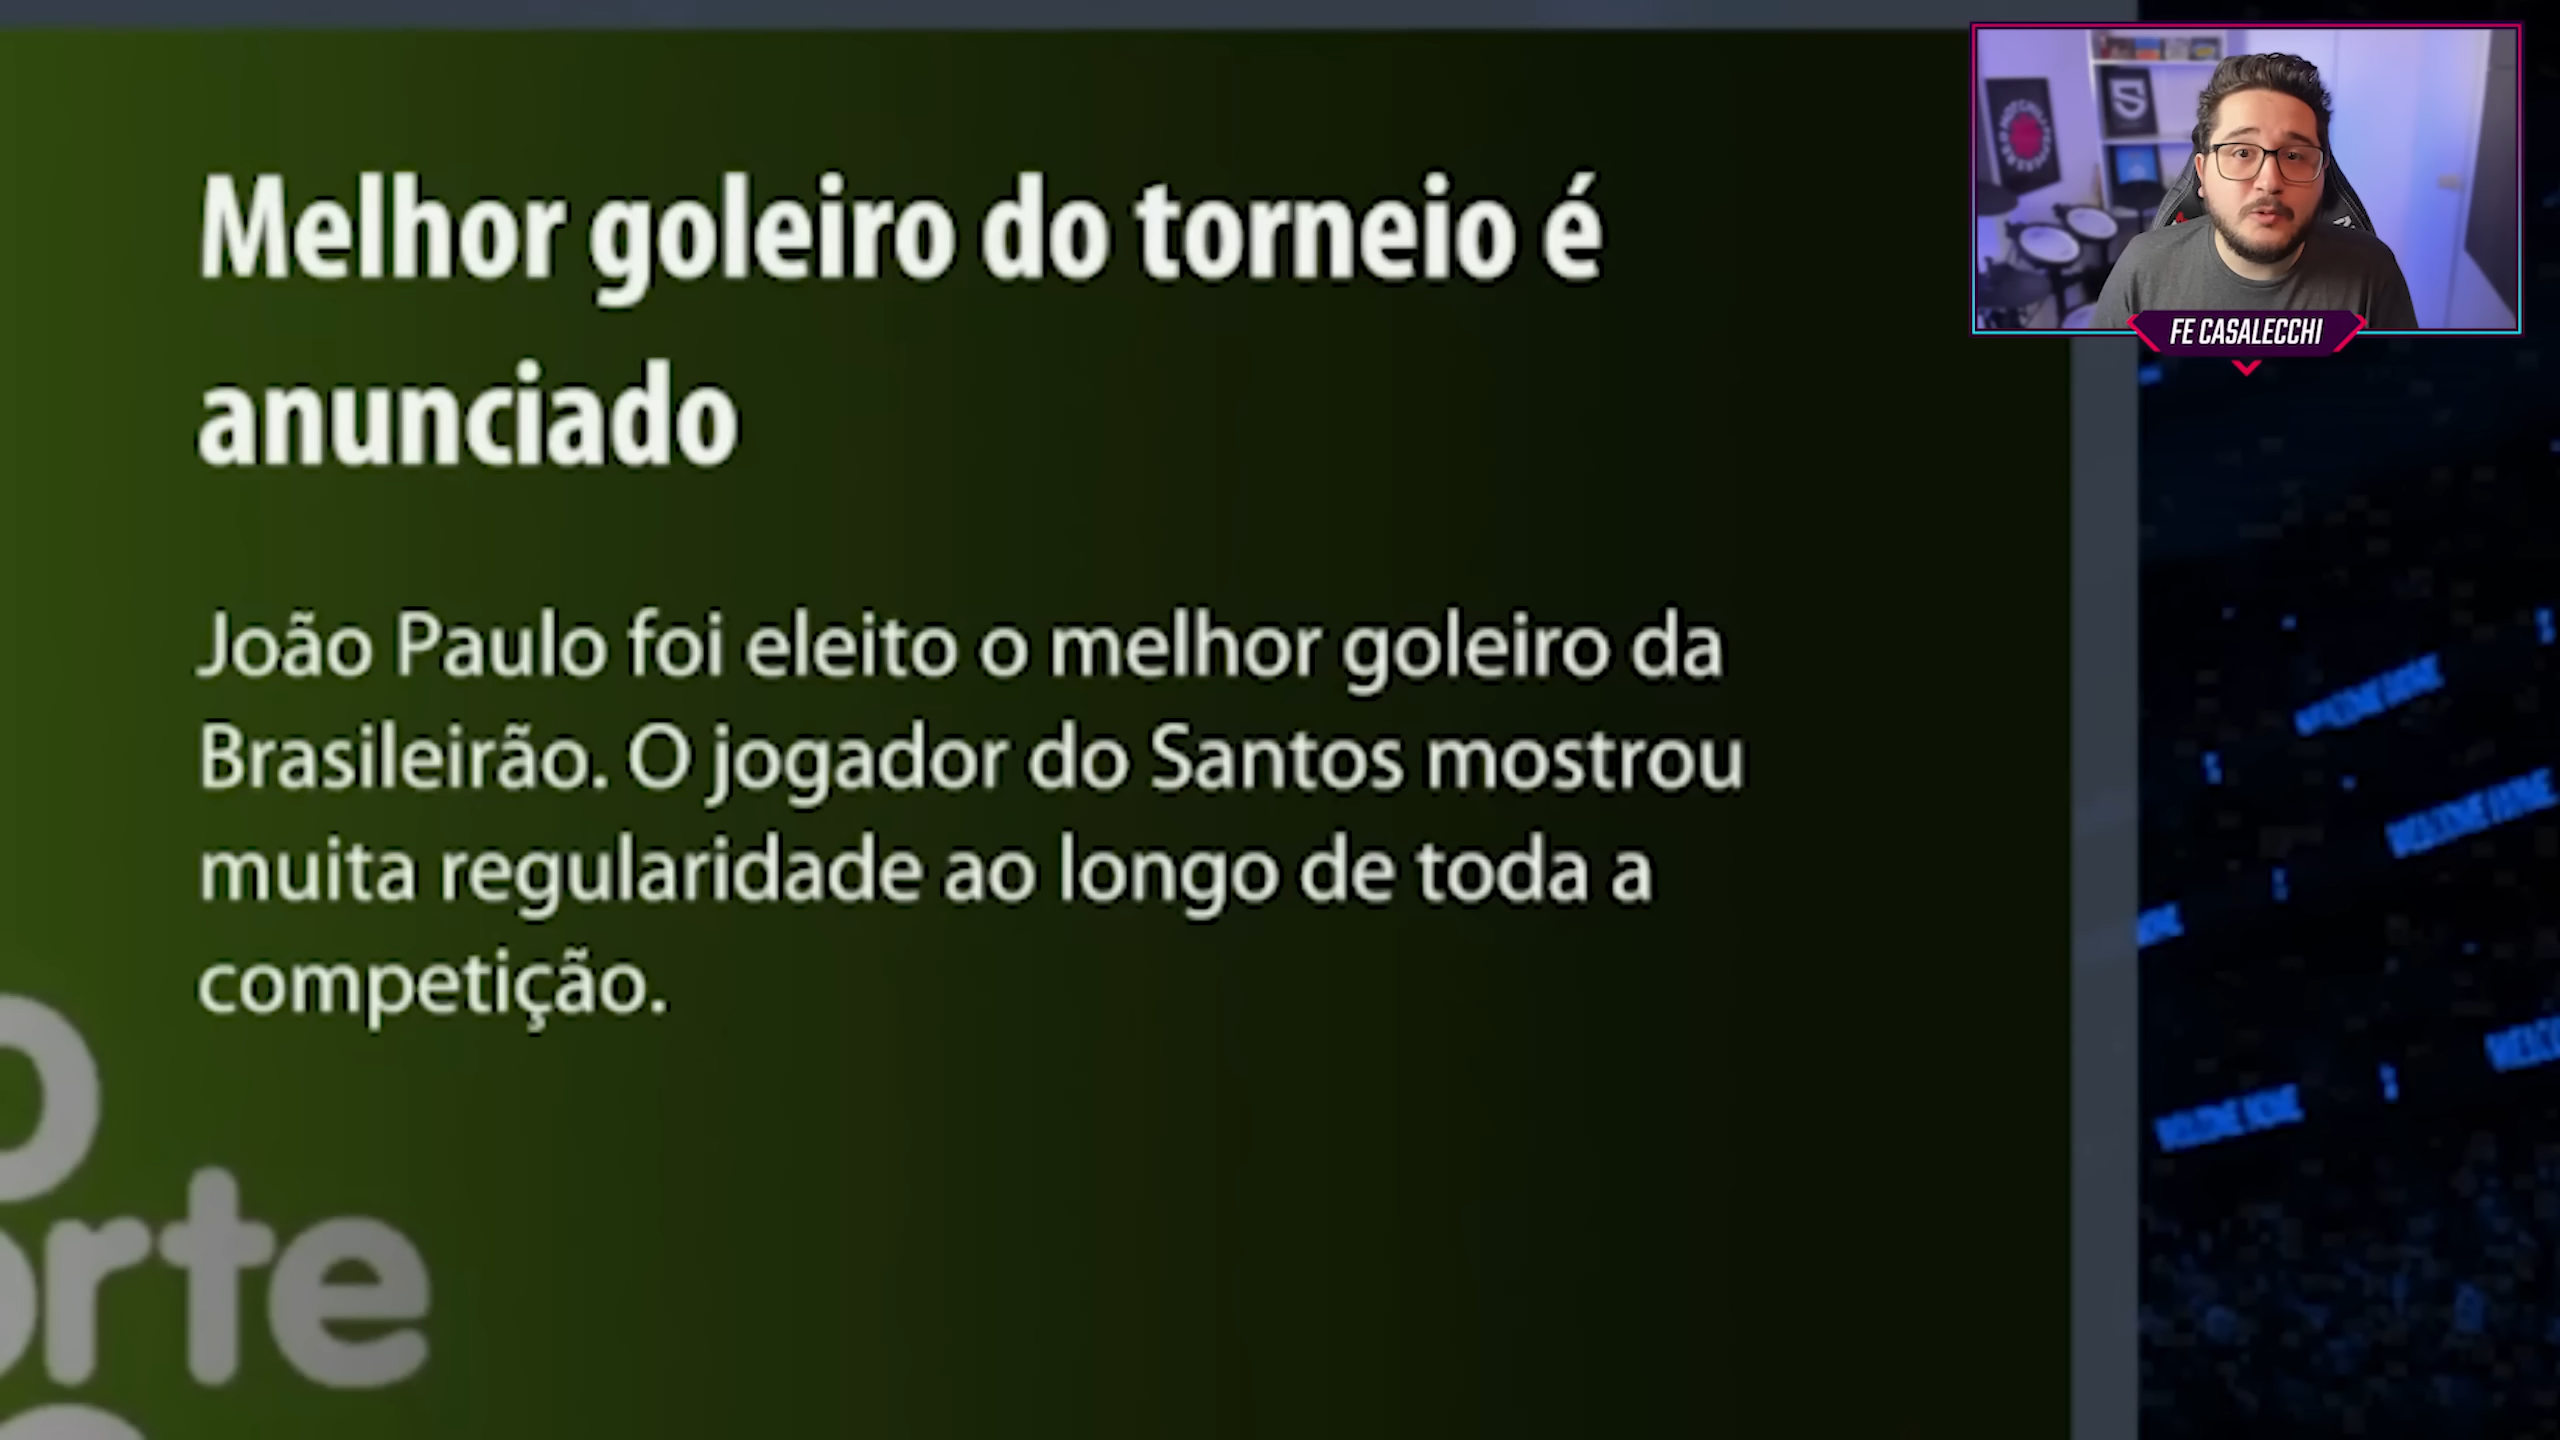 Melhor goleiro do torneio é
anunciado
João Paulo foi eleito o melhor goleiro da
Brasileirão. O jogador do Santos mostrou
muita regularidade ao longo de toda a
competição.
FE CASALECCHI
orte